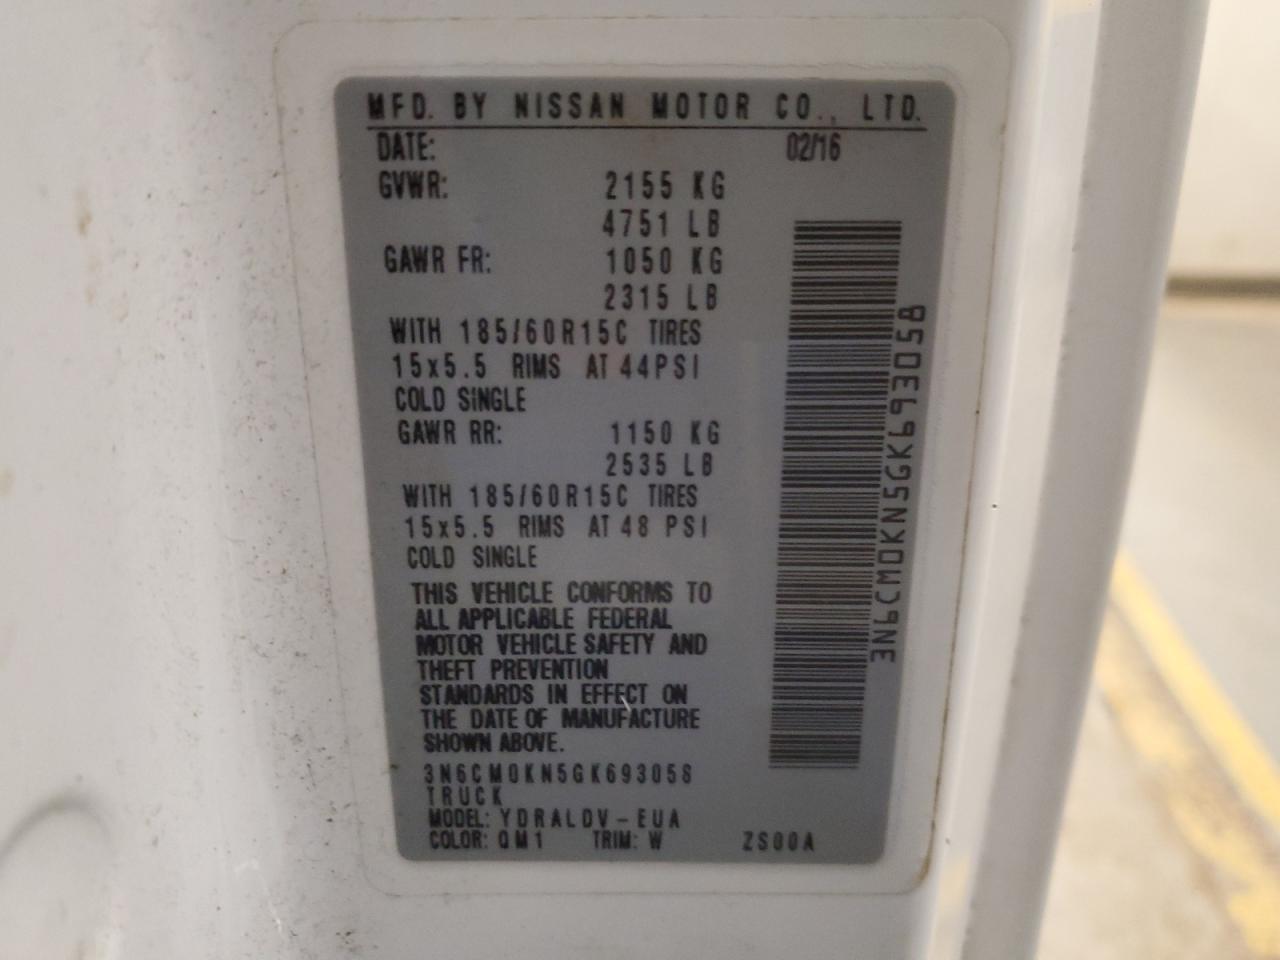 MFD. BY NISSAN MOTOR CO., LTD.
DATE: 02/16
GVWR: 2155 KG
4751 LB
GAWR FR: 1050 KG
2315 LB
WITH 185/60R15C TIRES
15x5.5 RIMS AT 44PSI
COLD SINGLE
GAWR RR: 1150 KG
2535 LB
WITH 185/60R15C TIRES
15x5.5 RIMS AT 48 PSI
COLD SINGLE
THIS VEHICLE CONFORMS TO
ALL APPLICABLE FEDERAL
MOTOR VEHICLE SAFETY AND
THEFT PREVENTION
STANDARDS IN EFFECT ON
THE DATE OF MANUFACTURE
SHOWN ABOVE.
3N6CM0KN5GK693058
TRUCK
MODEL: YDRALDV-EUA
COLOR: QM1 TRIM: W ZS00A
3N6CM0KN5GK693058